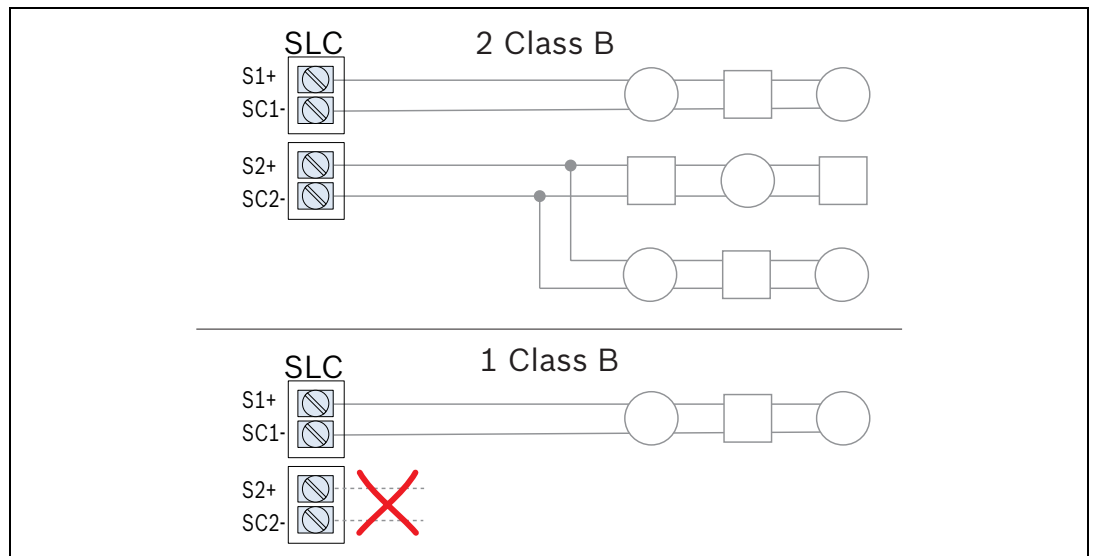 SLC
2 Class B
S1+
SC1-
S2+
SC2-
SLC
1 Class B
S1+
SC1-
S2+
SC2-